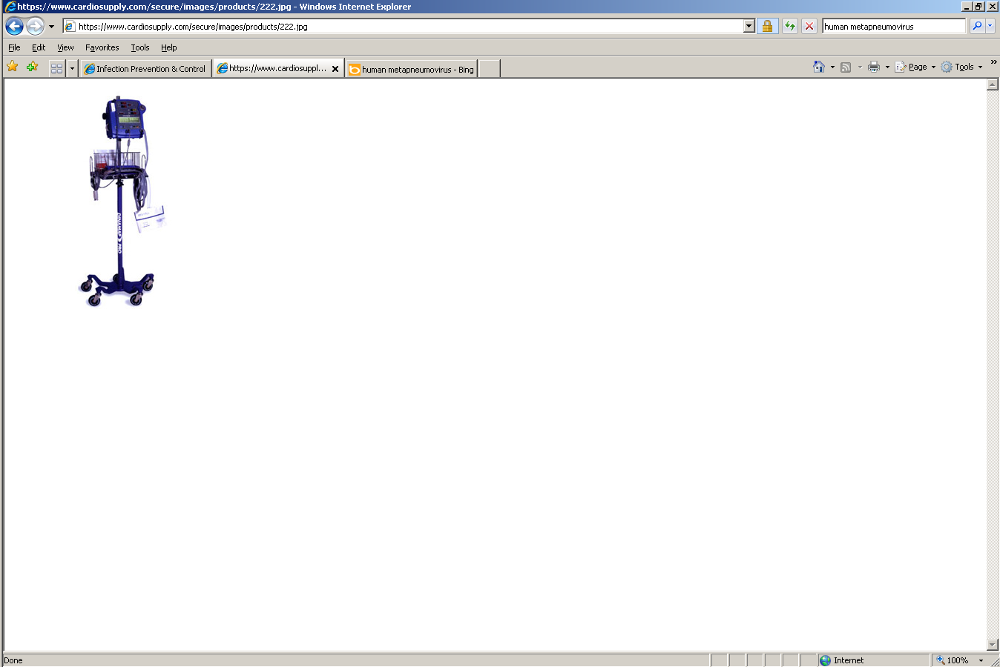 https://www.cardiosupply.com/secure/images/products/222.jpg - Windows Internet Explorer
https://www.cardiosupply.com/secure/images/products/222.jpg
human metapneumovirus
File Edit View Favorites Tools Help
Infection Prevention & Control
https://www.cardiosuppl...
human metapneumovirus - Bing
Page
Tools
DINAMAP PRO
Done
Internet
100%